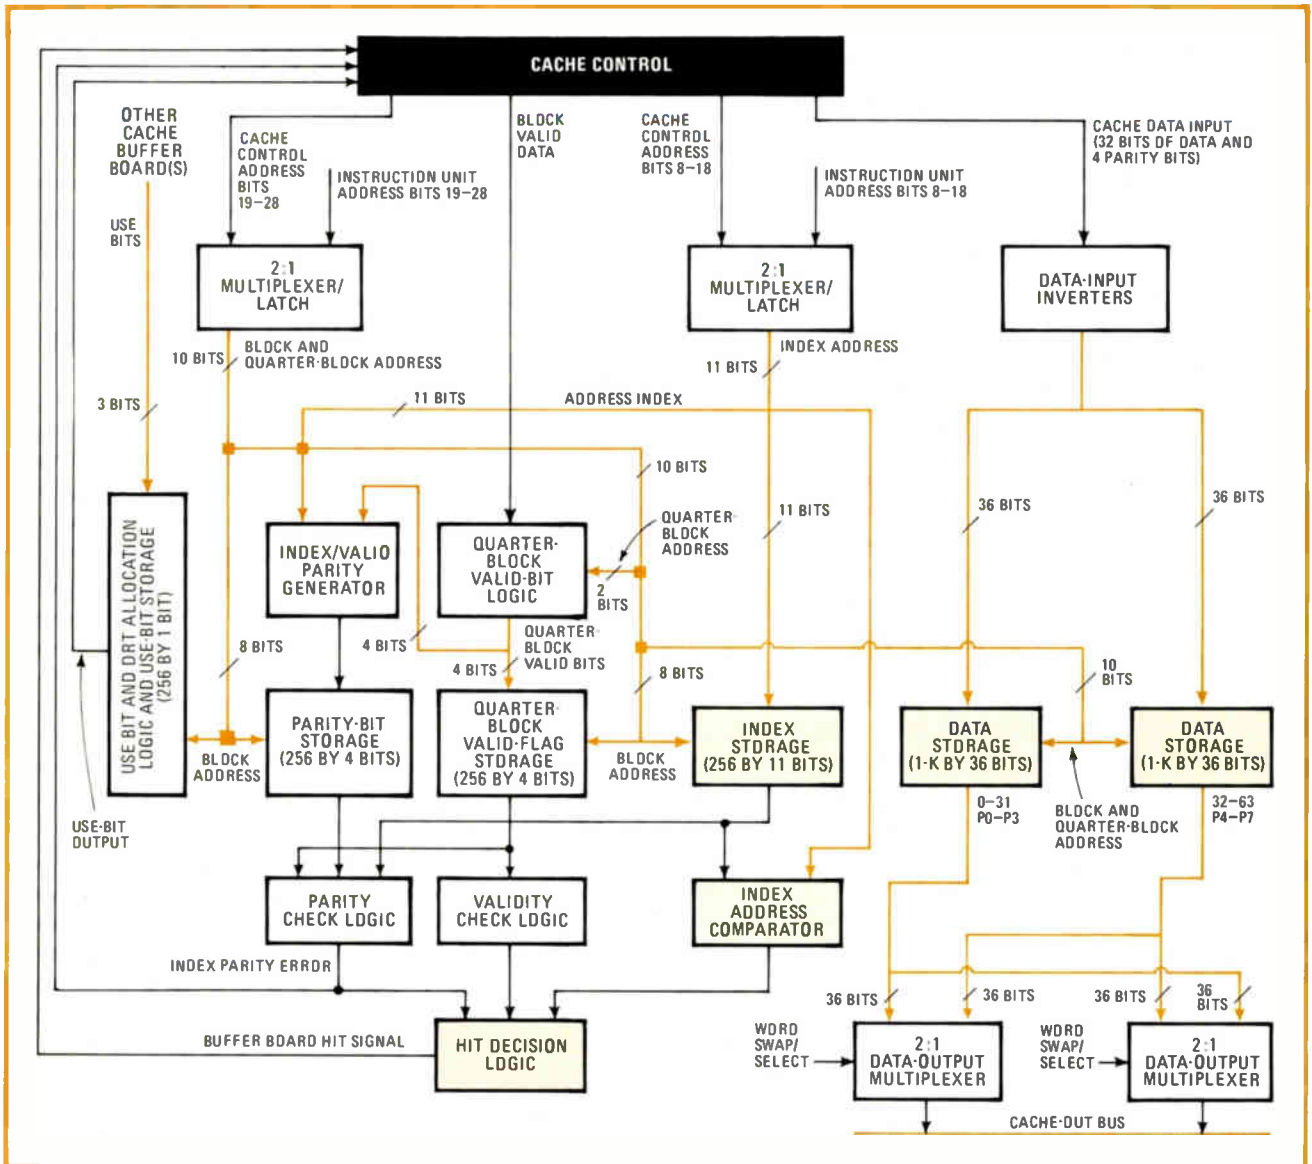 CACHE CONTROL
OTHER
CACHE
BUFFER
BOARD(S)
CACHE
CONTROL
ADDRESS
BITS
19–28
INSTRUCTION UNIT
ADDRESS BITS 19–28
BLOCK
VALID
DATA
CACHE
CONTROL
ADDRESS
BITS 8–18
INSTRUCTION UNIT
ADDRESS BITS 8–18
CACHE DATA INPUT
(32 BITS OF DATA AND
4 PARITY BITS)
USE
BITS
2:1
MULTIPLEXER/
LATCH
2:1
MULTIPLEXER/
LATCH
DATA-INPUT
INVERTERS
10 BITS
BLOCK AND
QUARTER-BLOCK ADDRESS
INDEX ADDRESS
11 BITS
3 BITS
11 BITS
ADDRESS INDEX
10 BITS
11 BITS
36 BITS
36 BITS
QUARTER-
BLOCK
ADDRESS
USE BIT AND DRT ALLOCATION
LOGIC AND USE-BIT STORAGE
(256 BY 1 BIT)
INDEX/VALID
PARITY
GENERATOR
QUARTER-
BLOCK
VALID-BIT
LOGIC
2
BITS
8 BITS
4 BITS
QUARTER-
BLOCK
VALID BITS
4 BITS
8 BITS
10
BITS
PARITY-BIT
STORAGE
(256 BY 4 BITS)
QUARTER-
BLOCK
VALID-FLAG
STORAGE
(256 BY 4 BITS)
INDEX
STORAGE
(256 BY 11 BITS)
DATA
STORAGE
(1-K BY 36 BITS)
DATA
STORAGE
(1-K BY 36 BITS)
BLOCK
ADDRESS
BLOCK
ADDRESS
USE-BIT
OUTPUT
0–31
P0–P3
BLOCK AND
QUARTER-BLOCK
ADDRESS
32–63
P4–P7
PARITY
CHECK LOGIC
VALIDITY
CHECK LOGIC
INDEX
ADDRESS
COMPARATOR
INDEX PARITY ERROR
36 BITS
36 BITS
36 BITS
36
BITS
BUFFER BOARD HIT SIGNAL
HIT DECISION
LOGIC
WORD
SWAP/
SELECT
2:1
DATA-OUTPUT
MULTIPLEXER
WORD
SWAP/
SELECT
2:1
DATA-OUTPUT
MULTIPLEXER
CACHE-OUT BUS